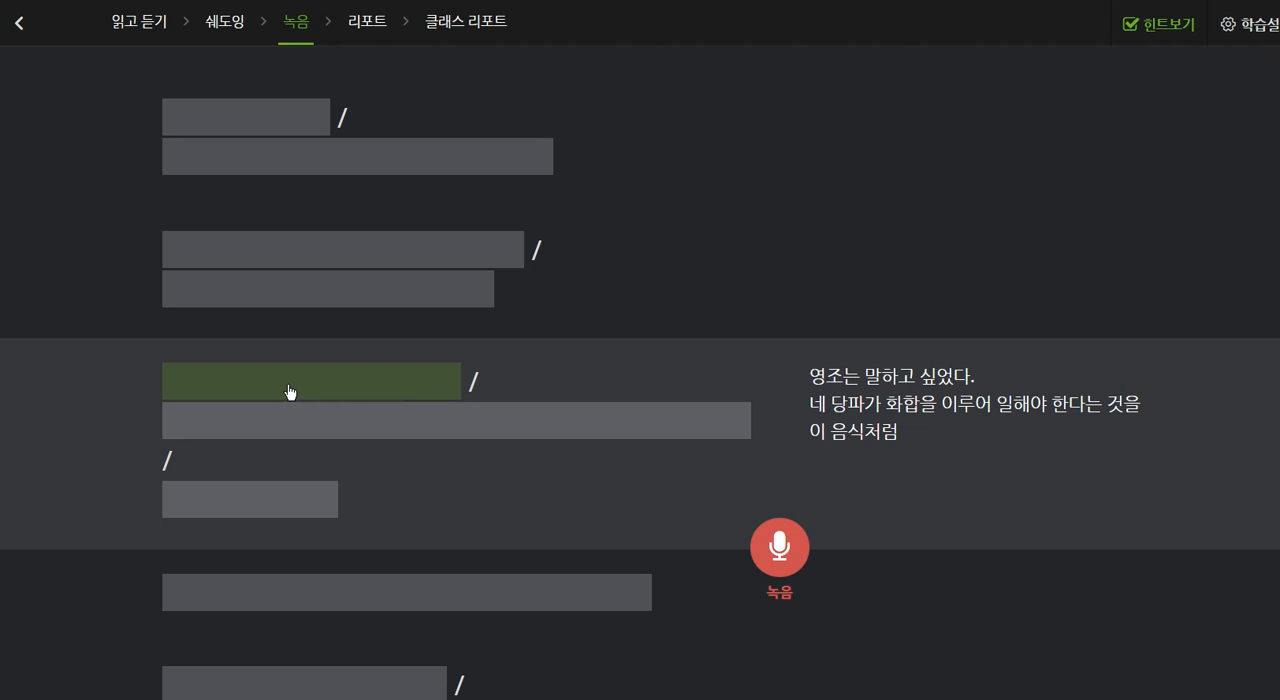 읽고 듣기 > 쉐도잉 > 녹음 > 리포트 > 클래스 리포트
힌트보기
학습설
/
/
/
영조는 말하고 싶었다.
네 당파가 화합을 이루어 일해야 한다는 것을
이 음식처럼
/
녹음
/